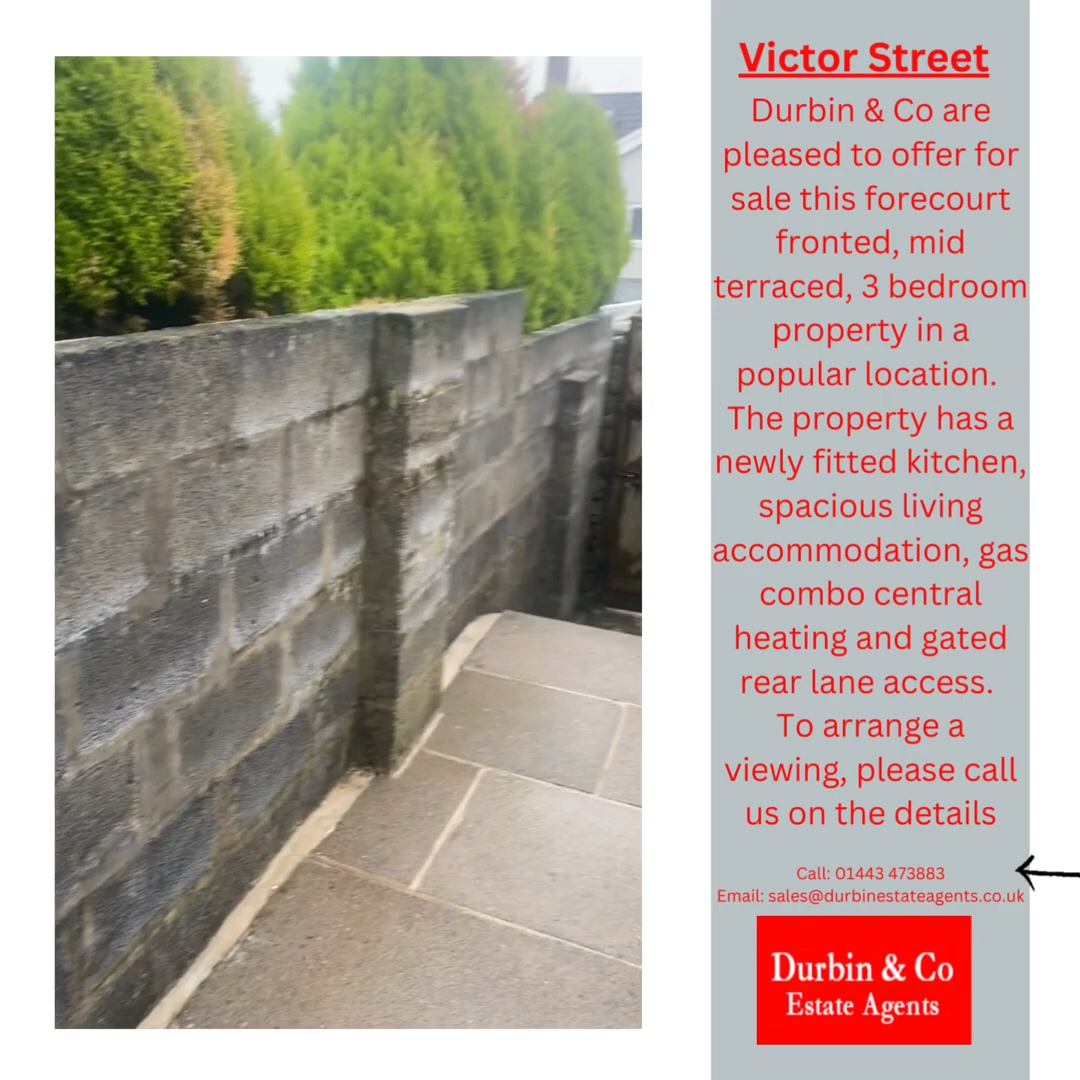 Victor Street
Durbin & Co are
pleased to offer for
sale this forecourt
fronted, mid
terraced, 3 bedroom
property in a
popular location.
The property has a
newly fitted kitchen,
spacious living
accommodation, gas
combo central
heating and gated
rear lane access.
To arrange a
viewing, please call
us on the details
Call: 01443 473883
Email: sales@durbinestateagents.co.uk
Durbin & Co
Estate Agents